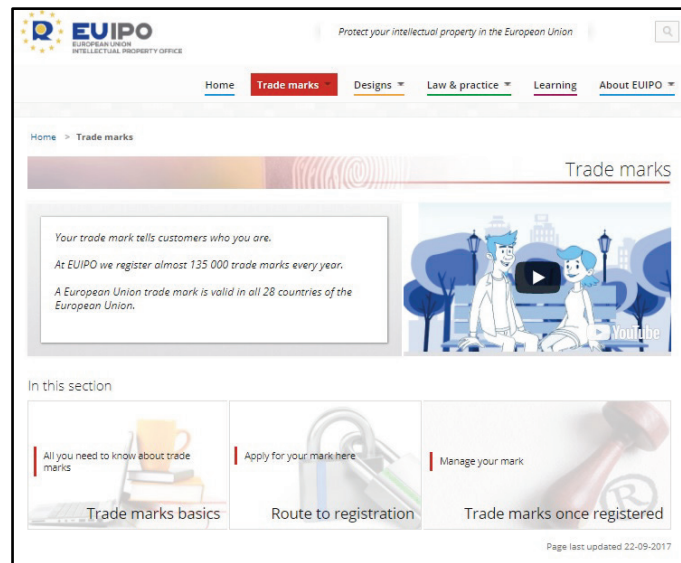 EUIPO
EUROPEAN UNION
INTELLECTUAL PROPERTY OFFICE
Protect your intellectual property in the European Union
Home Trade marks Designs Law & practice Learning About EUIPO
Home > Trade marks
Trade marks
Your trade mark tells customers who you are.
At EUIPO we register almost 135 000 trade marks every year.
A European Union trade mark is valid in all 28 countries of the
European Union.
YouTube
In this section
All you need to know about trade
marks
Trade marks basics
Apply for your mark here
Route to registration
Manage your mark
®
Trade marks once registered
Page last updated 22-09-2017